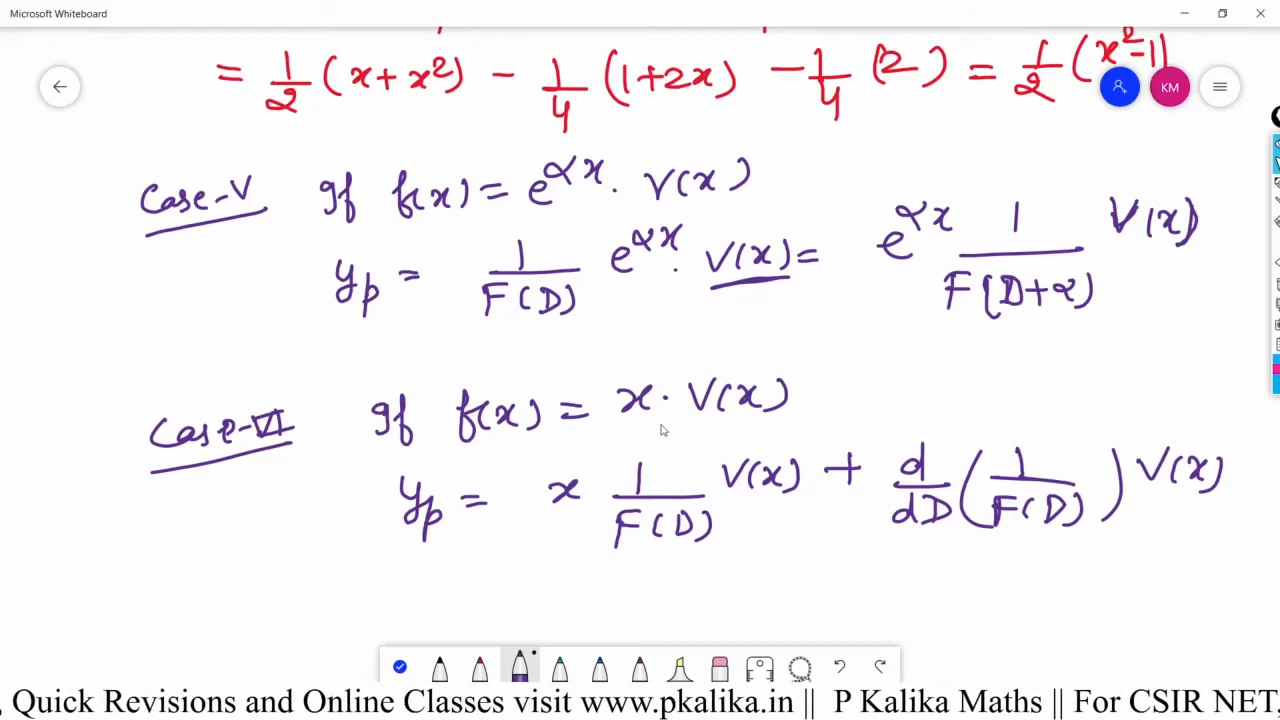 Microsoft Whiteboard
= 1/2 (x + x²) - 1/4 (1+2x) - 1/4 (2) = 1/2 (x²-1)
KM
Case-V If f(x) = e^αx · V(x)
y_p = 1/F(D) e^αx · V(x) = e^αx 1/F(D+α) V(x)
Case-VI If f(x) = x · V(x)
y_p = x 1/F(D) V(x) + d/dD (1/F(D)) V(x)
, Quick Revisions and Online Classes visit www.pkalika.in || P Kalika Maths || For CSIR NET,